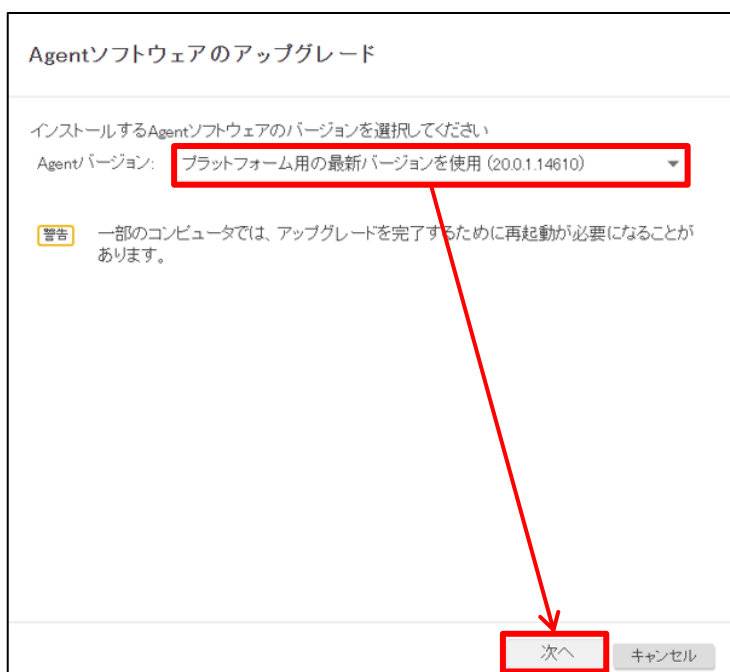 Agentソフトウェアのアップグレード
インストールするAgentソフトウェアのバージョンを選択してください
Agentバージョン: プラットフォーム用の最新バージョンを使用 (20.0.1.14610)
警告 一部のコンピュータでは、アップグレードを完了するために再起動が必要になることが
あります。
次へ キャンセル